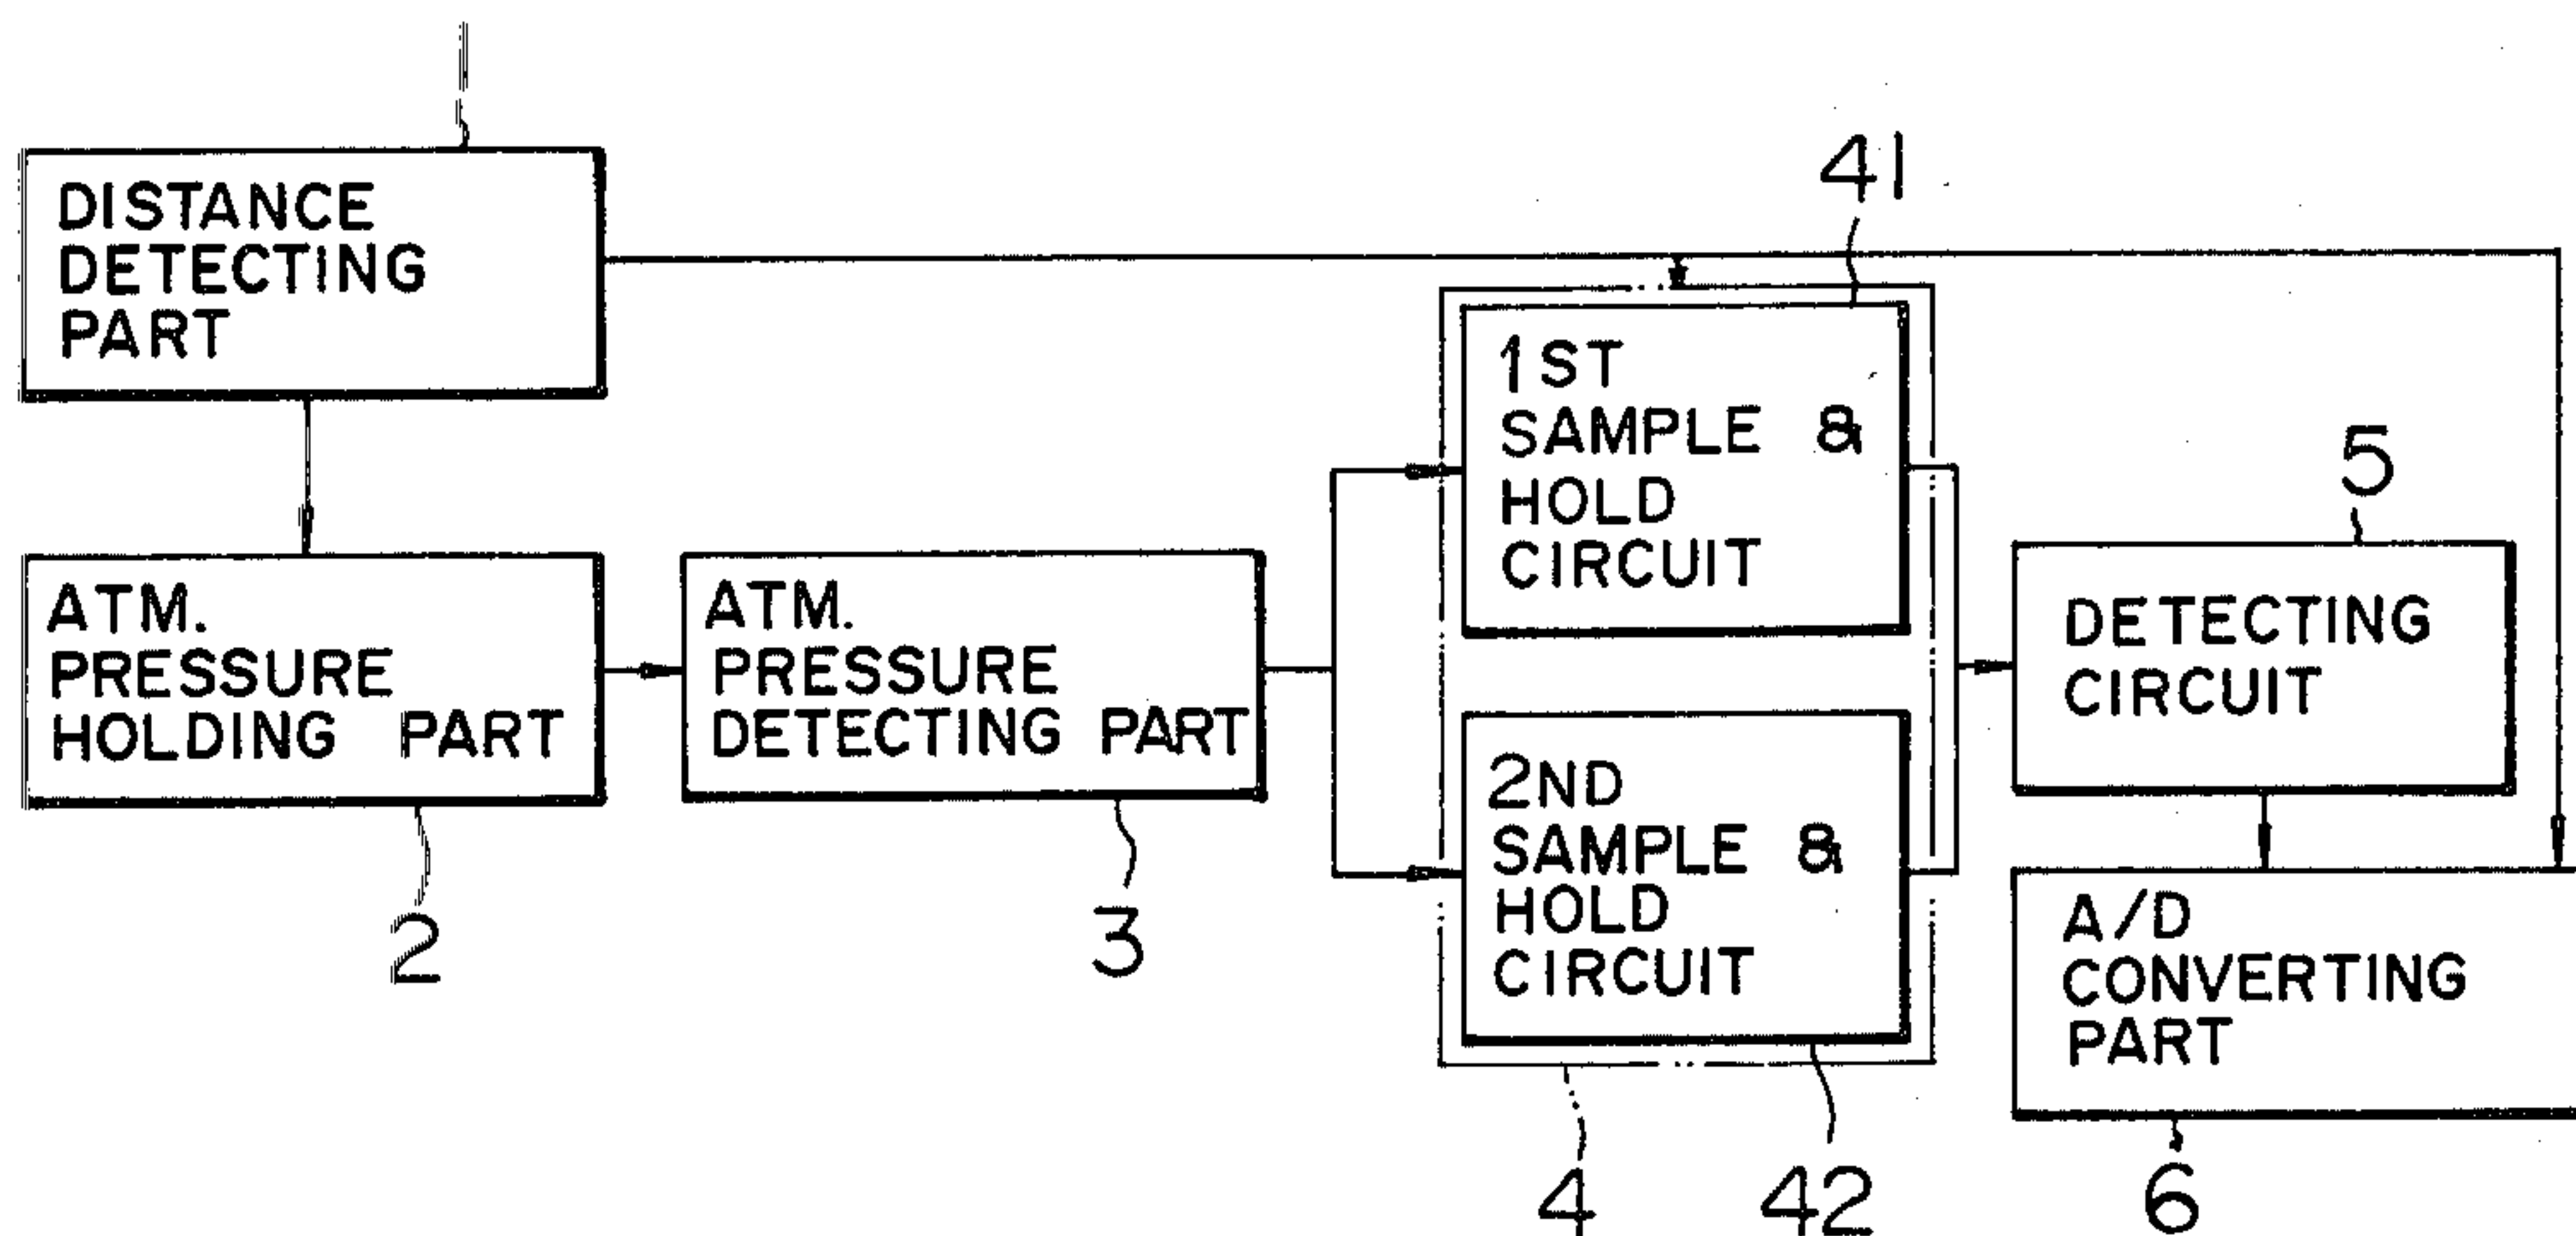 DISTANCE
DETECTING
PART
ATM.
PRESSURE
HOLDING PART
2
ATM.
PRESSURE
DETECTING PART
3
41
1ST
SAMPLE &
HOLD
CIRCUIT
2ND
SAMPLE &
HOLD
CIRCUIT
4
42
5
DETECTING
CIRCUIT
A/D
CONVERTING
PART
6